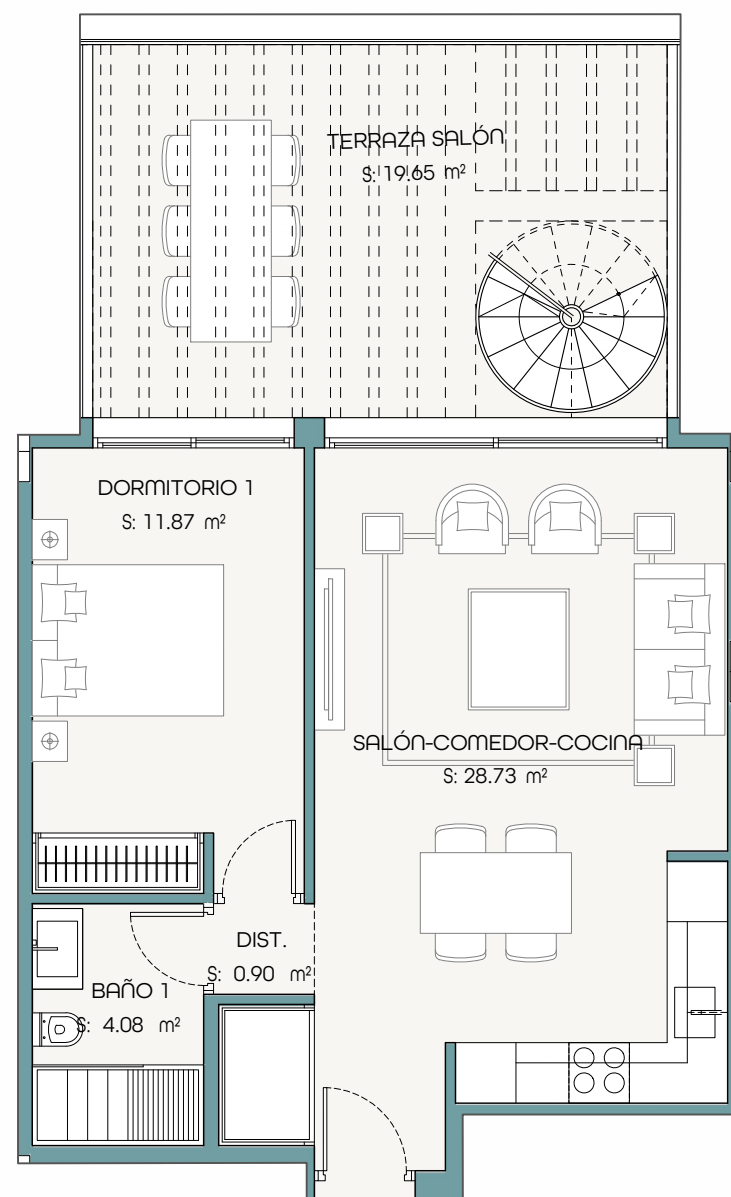 TERRAZA SALÓN
S: 19.65 m²
DORMITORIO 1
S: 11.87 m²
SALÓN-COMEDOR-COCINA
S: 28.73 m²
DIST.
S: 0.90 m²
BAÑO 1
S: 4.08 m²